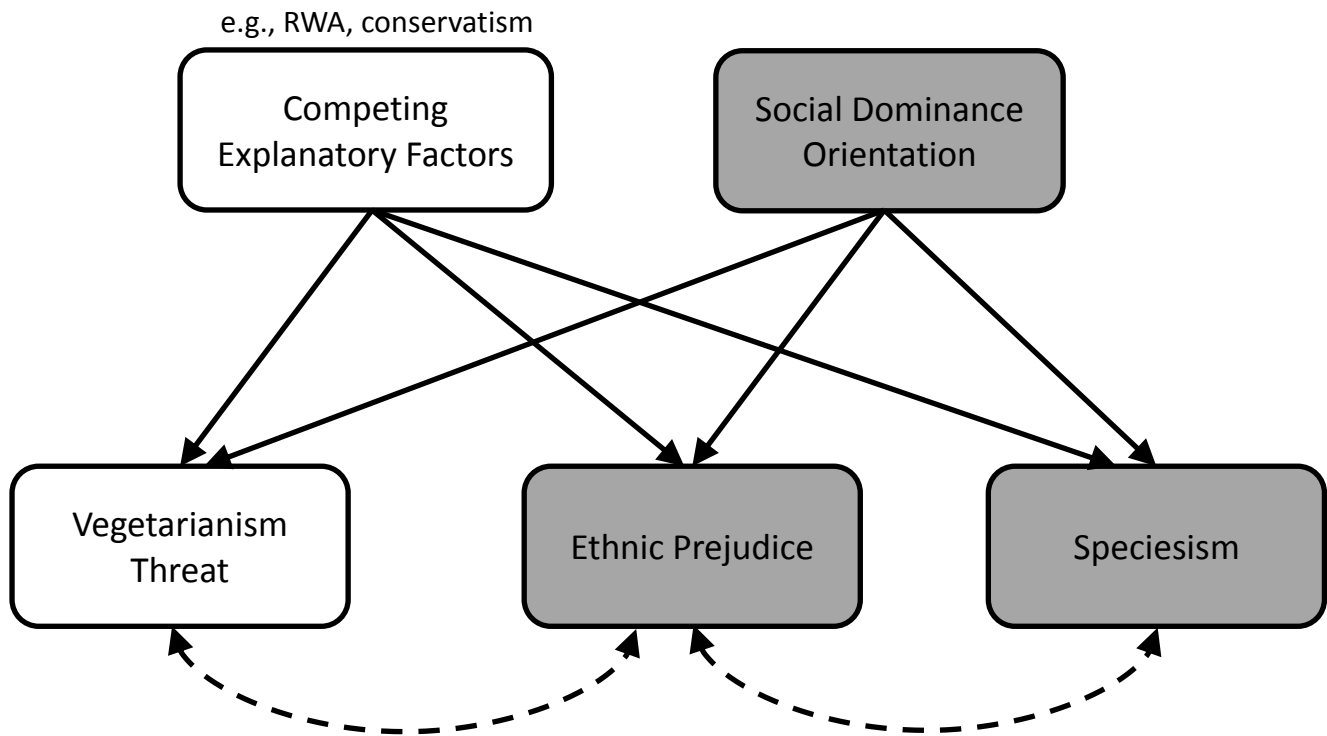 e.g., RWA, conservatism
Competing
Explanatory Factors
Social Dominance
Orientation
Vegetarianism
Threat
Ethnic Prejudice
Speciesism